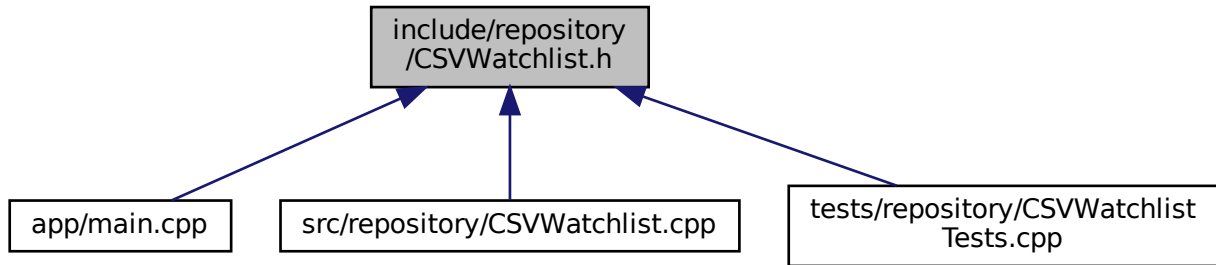 include/repository
/CSVWatchlist.h
app/main.cpp
src/repository/CSVWatchlist.cpp
tests/repository/CSVWatchlist
Tests.cpp